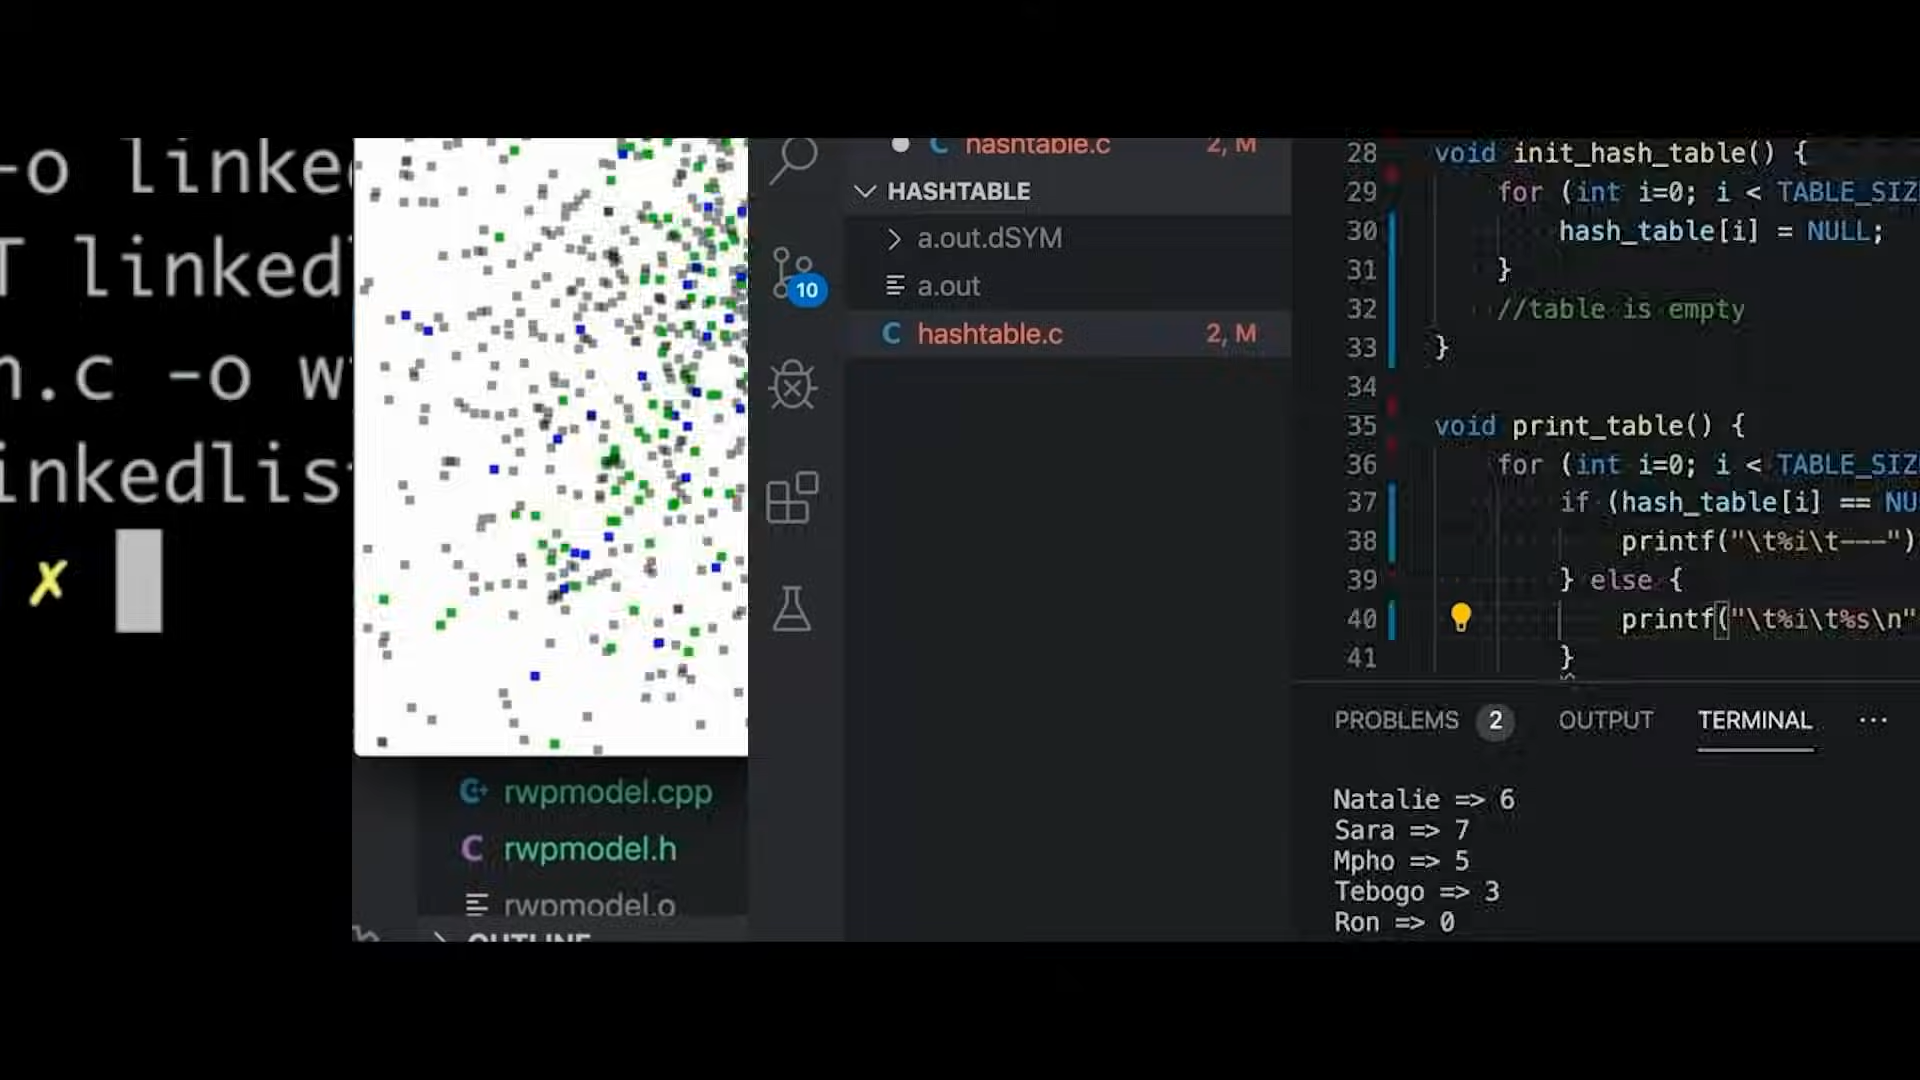 -o linke
T linked
.c -o w
inkedlis
✗
rwpmodel.cpp
rwpmodel.h
rwpmodel.o
OUTLINE
10
hashtable.c 2, M
HASHTABLE
a.out.dSYM
a.out
hashtable.c 2, M
28 void init_hash_table() {
29 for (int i=0; i < TABLE_SIZ
30 hash_table[i] = NULL;
31 }
32 //table is empty
33 }
34
35 void print_table() {
36 for (int i=0; i < TABLE_SIZ
37 if (hash_table[i] == NU
38 printf("\t%i\t---")
39 } else {
40 printf("\t%i\t%s\n"
41 }
PROBLEMS 2 OUTPUT TERMINAL ...
Natalie => 6
Sara => 7
Mpho => 5
Tebogo => 3
Ron => 0